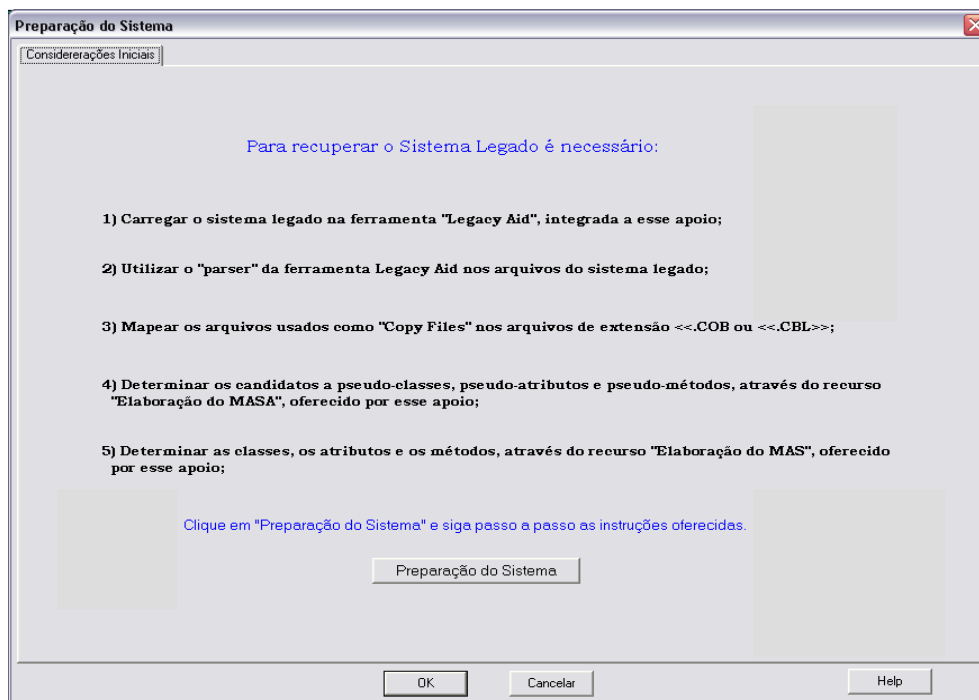 Preparação do Sistema
Considererações Iniciais
Para recuperar o Sistema Legado é necessário:
1) Carregar o sistema legado na ferramenta "Legacy Aid", integrada a esse apoio;
2) Utilizar o "parser" da ferramenta Legacy Aid nos arquivos do sistema legado;
3) Mapear os arquivos usados como "Copy Files" nos arquivos de extensão <<.COB ou <<.CBL>>;
4) Determinar os candidatos a pseudo-classes, pseudo-atributos e pseudo-métodos, através do recurso
"Elaboração do MASA", oferecido por esse apoio;
5) Determinar as classes, os atributos e os métodos, através do recurso "Elaboração do MAS", oferecido
por esse apoio;
Clique em "Preparação do Sistema" e siga passo a passo as instruções oferecidas.
Preparação do Sistema
OK
Cancelar
Help